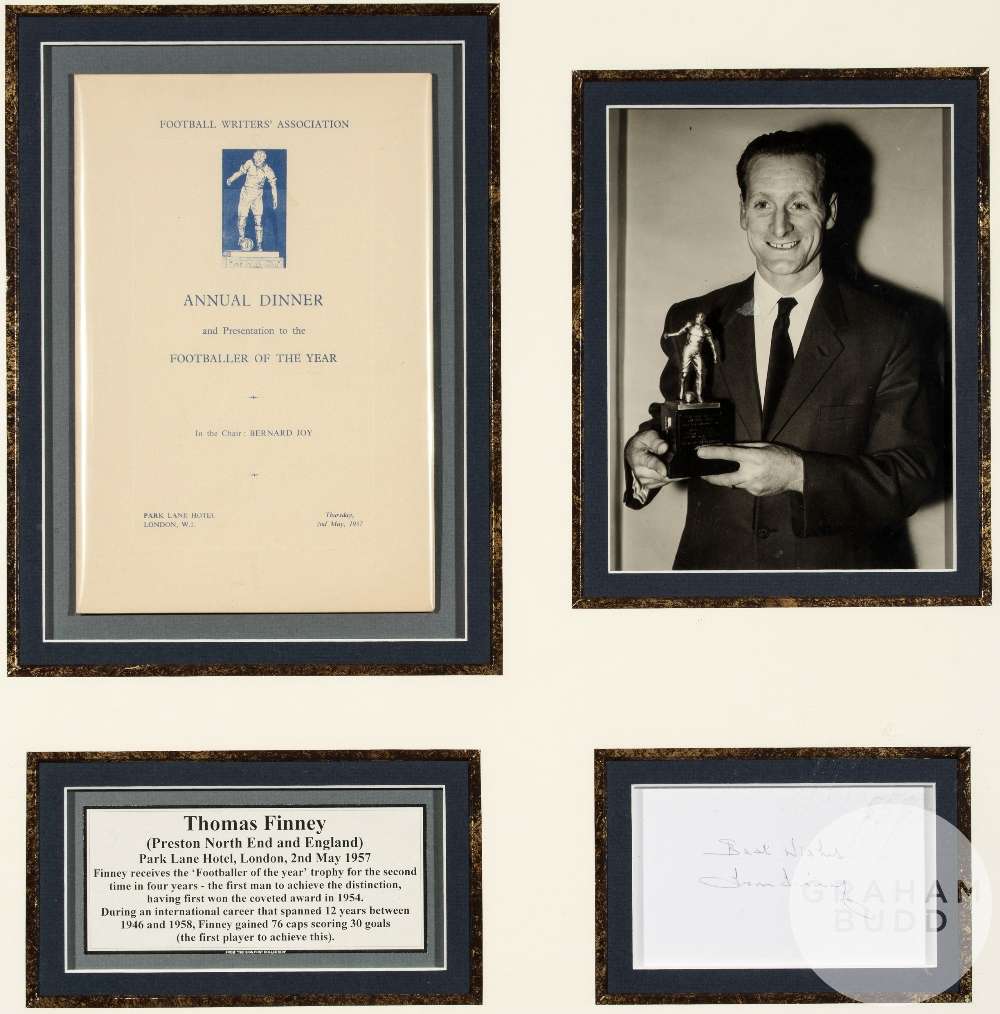 FOOTBALL WRITERS' ASSOCIATION
ANNUAL DINNER
and Presentation to the
FOOTBALLER OF THE YEAR
In the Chair: BERNARD JOY
PARK LANE HOTEL
LONDON, W.1.
Thursday,
2nd May, 1957
Thomas Finney
(Preston North End and England)
Park Lane Hotel, London, 2nd May 1957
Finney receives the 'Footballer of the year' trophy for the second
time in four years - the first man to achieve the distinction,
having first won the coveted award in 1954.
During an international career that spanned 12 years between
1946 and 1958, Finney gained 76 caps scoring 30 goals
(the first player to achieve this).
Best Wishes
Tom Finney
GRAHAM
BUDD